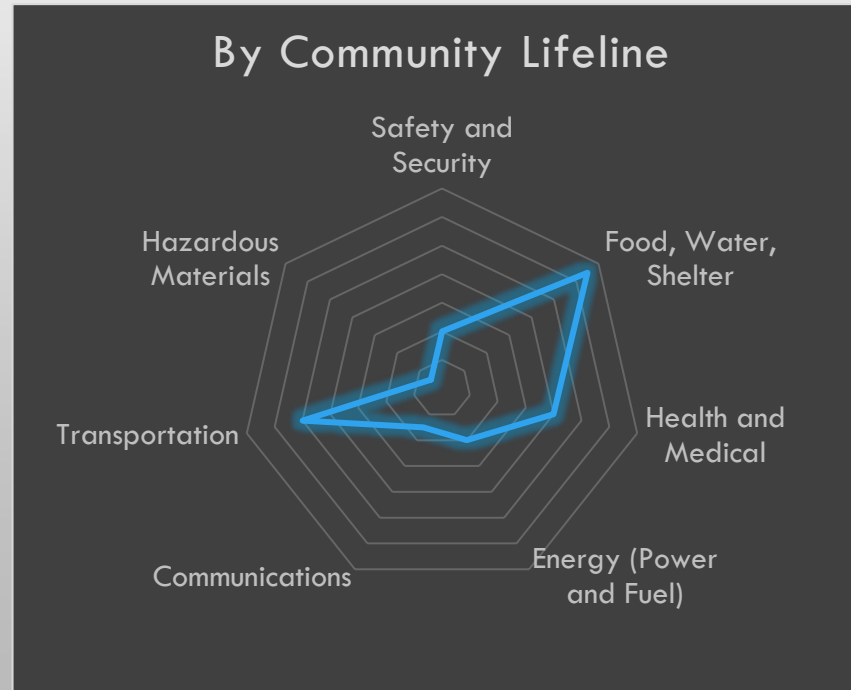 By Community Lifeline
Safety and
Security
Food, Water,
Shelter
Health and
Medical
Energy (Power
and Fuel)
Communications
Transportation
Hazardous
Materials